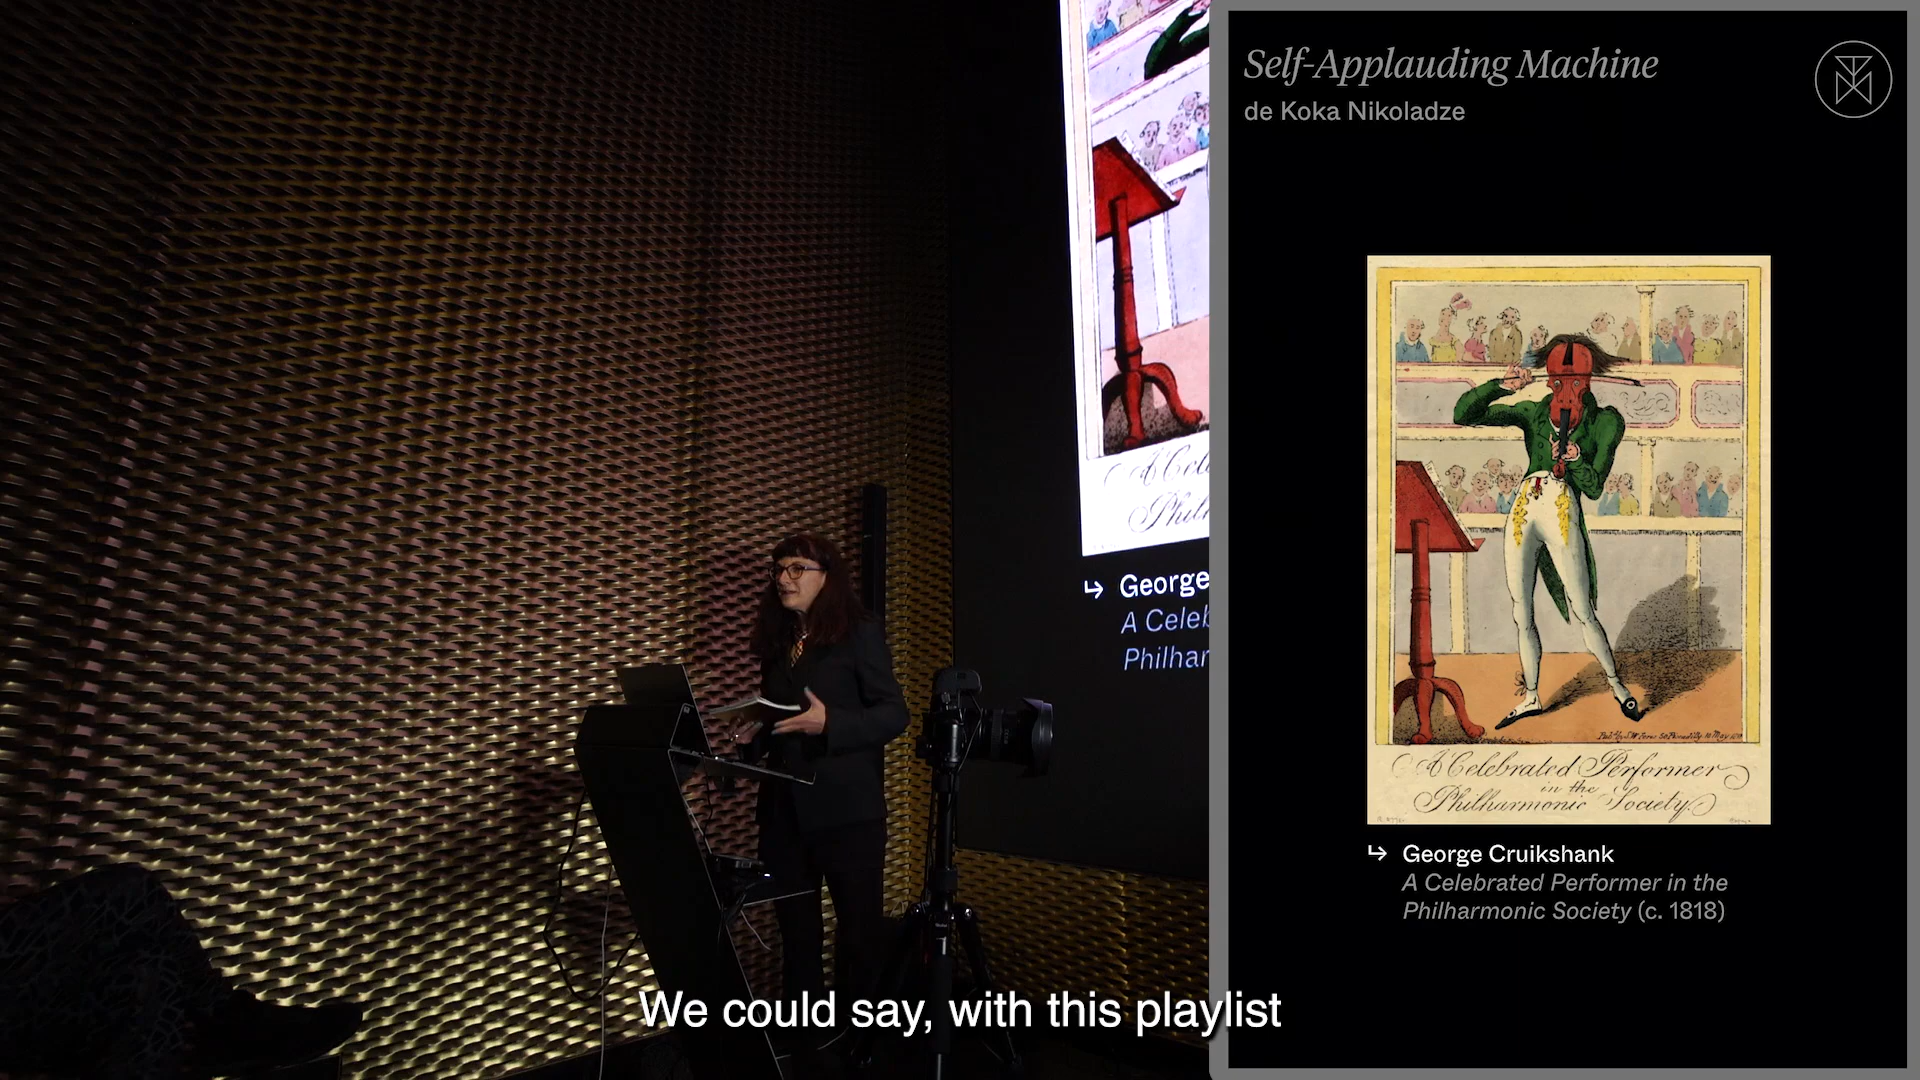 Self-Applauding Machine
de Koka Nikoladze
A Celebrated Performer
in the
Philharmonic Society
↳ George Cruikshank
A Celebrated Performer in the
Philharmonic Society (c. 1818)
↳ George
A Celeb
Philhar
We could say, with this playlist